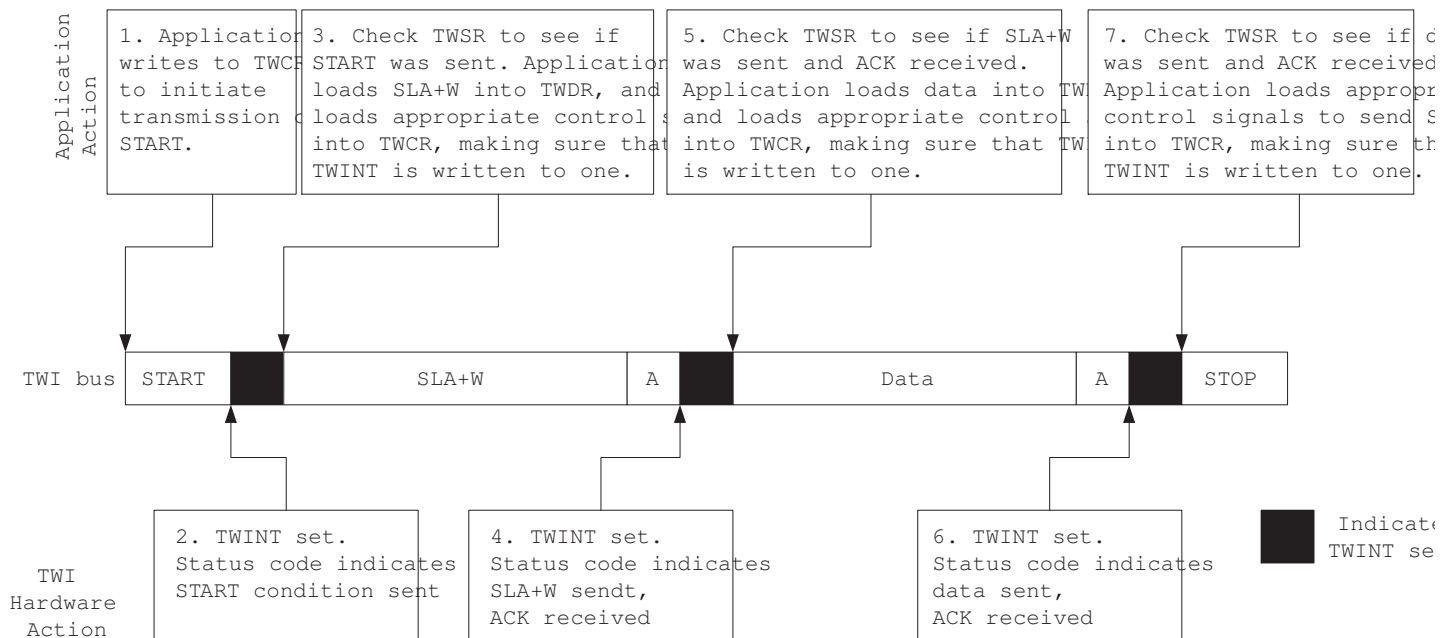 Application
Action
1. Application
writes to TWCR
to initiate
transmission
START.
3. Check TWSR to see if
START was sent. Application
loads SLA+W into TWDR, and
loads appropriate control s
into TWCR, making sure that
TWINT is written to one.
5. Check TWSR to see if SLA+W
was sent and ACK received.
Application loads data into TW
and loads appropriate control
into TWCR, making sure that TW
is written to one.
7. Check TWSR to see if d
was sent and ACK received
Application loads appropr
control signals to send S
into TWCR, making sure th
TWINT is written to one.
TWI bus START SLA+W A Data A STOP
2. TWINT set.
Status code indicates
START condition sent
4. TWINT set.
Status code indicates
SLA+W sendt,
ACK received
6. TWINT set.
Status code indicates
data sent,
ACK received
Indicate
TWINT se
TWI
Hardware
Action